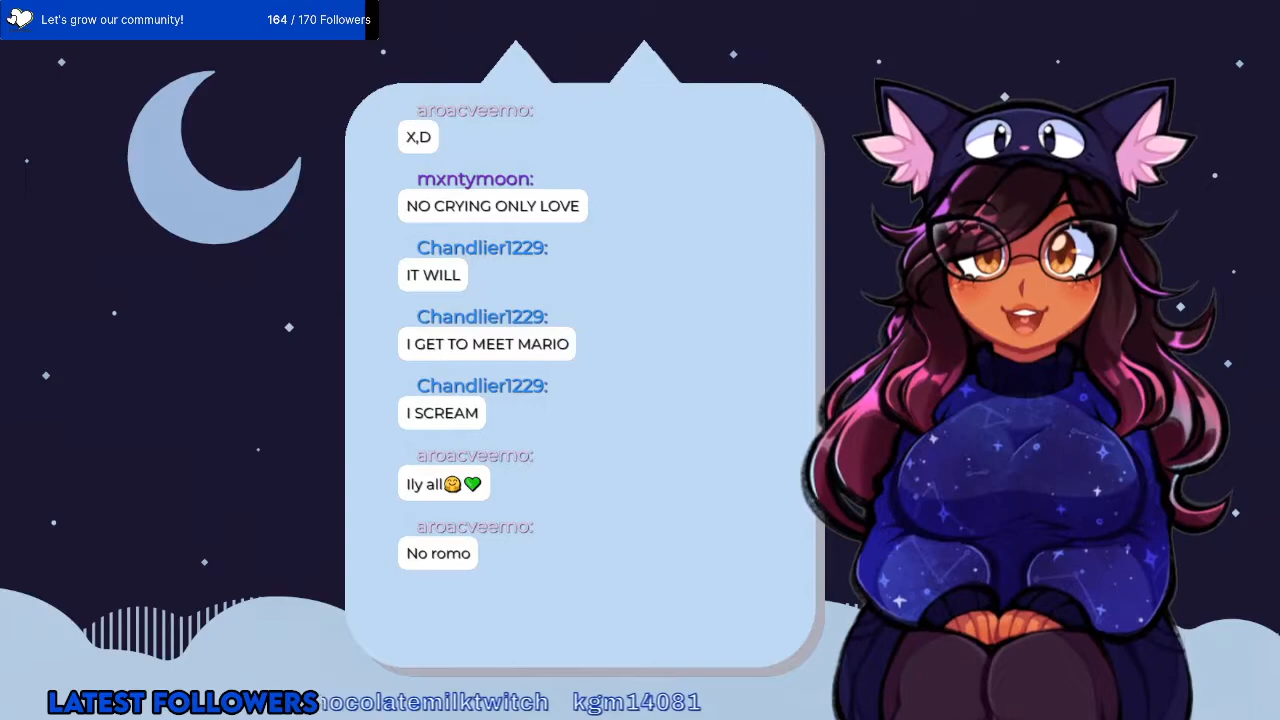 Let's grow our community!
164 / 170 Followers
aroacveemo:
X,D
mxntymoon:
NO CRYING ONLY LOVE
Chandlier1229:
IT WILL
Chandlier1229:
I GET TO MEET MARIO
Chandlier1229:
I SCREAM
aroacveemo:
Ily all🤗💚
aroacveemo:
No romo
LATEST FOLLOWERS
hocolatemilktwitch kgm14081